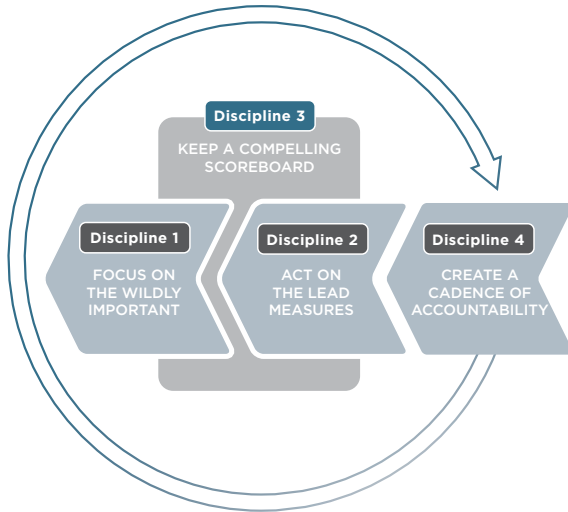 Discipline 3
KEEP A COMPELLING
SCOREBOARD
Discipline 1
FOCUS ON
THE WILDLY
IMPORTANT
Discipline 2
ACT ON
THE LEAD
MEASURES
Discipline 4
CREATE A
CADENCE OF
ACCOUNTABILITY